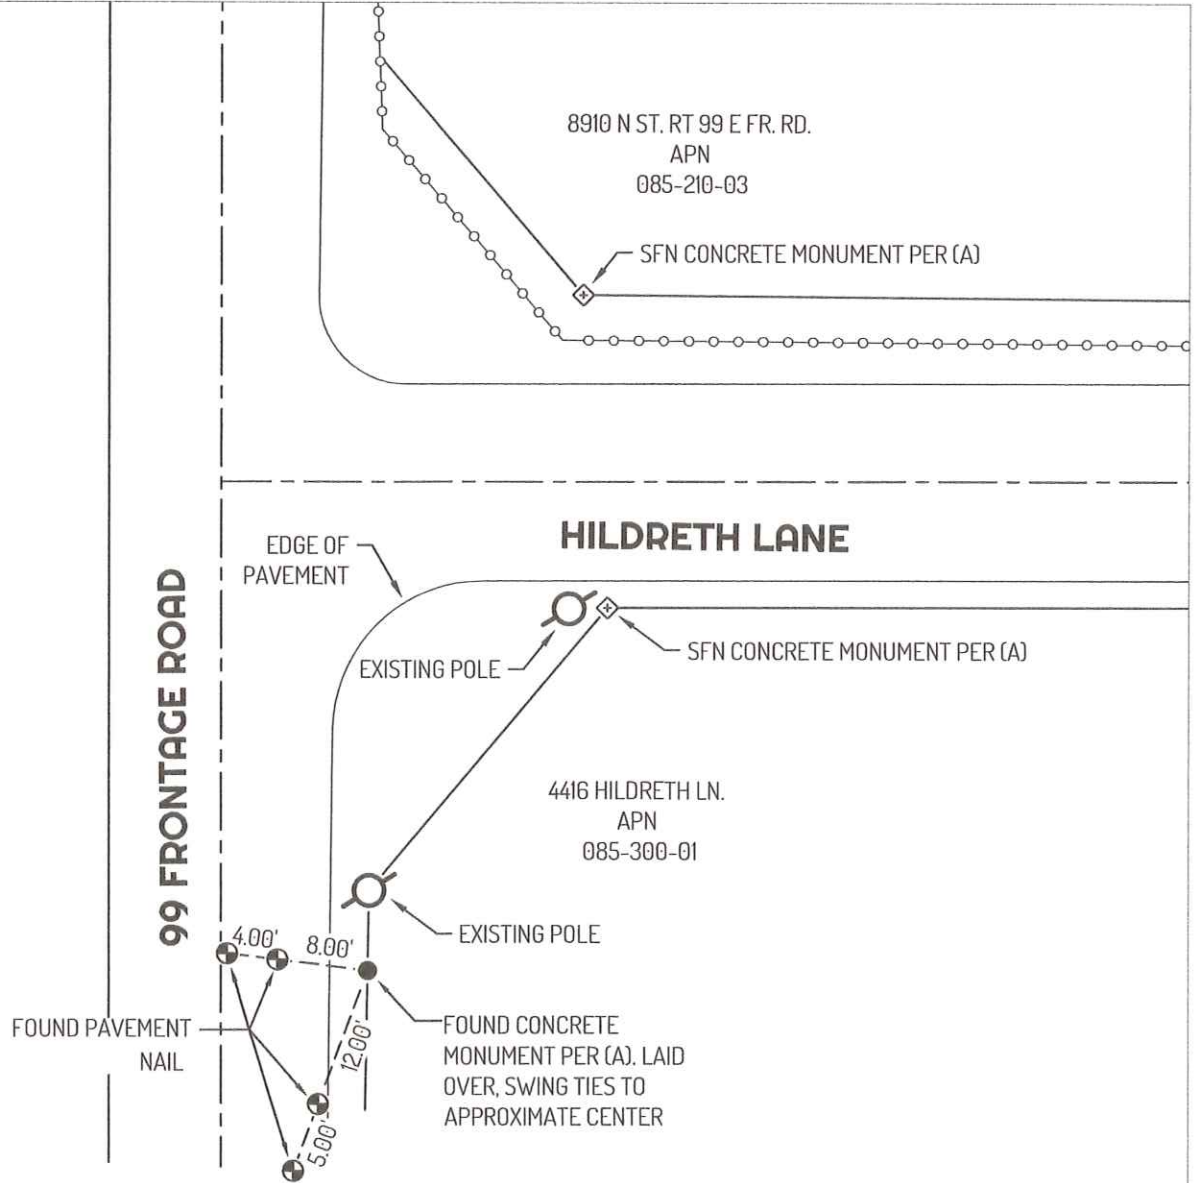 8910 N ST. RT 99 E FR. RD.
APN
085-210-03
SFN CONCRETE MONUMENT PER (A)
HILDRETH LANE
EDGE OF
PAVEMENT
99 FRONTAGE ROAD
EXISTING POLE
SFN CONCRETE MONUMENT PER (A)
4416 HILDRETH LN.
APN
085-300-01
EXISTING POLE
4.00'
8.00'
FOUND PAVEMENT
NAIL
12.00'
5.00'
FOUND CONCRETE
MONUMENT PER (A). LAID
OVER, SWING TIES TO
APPROXIMATE CENTER